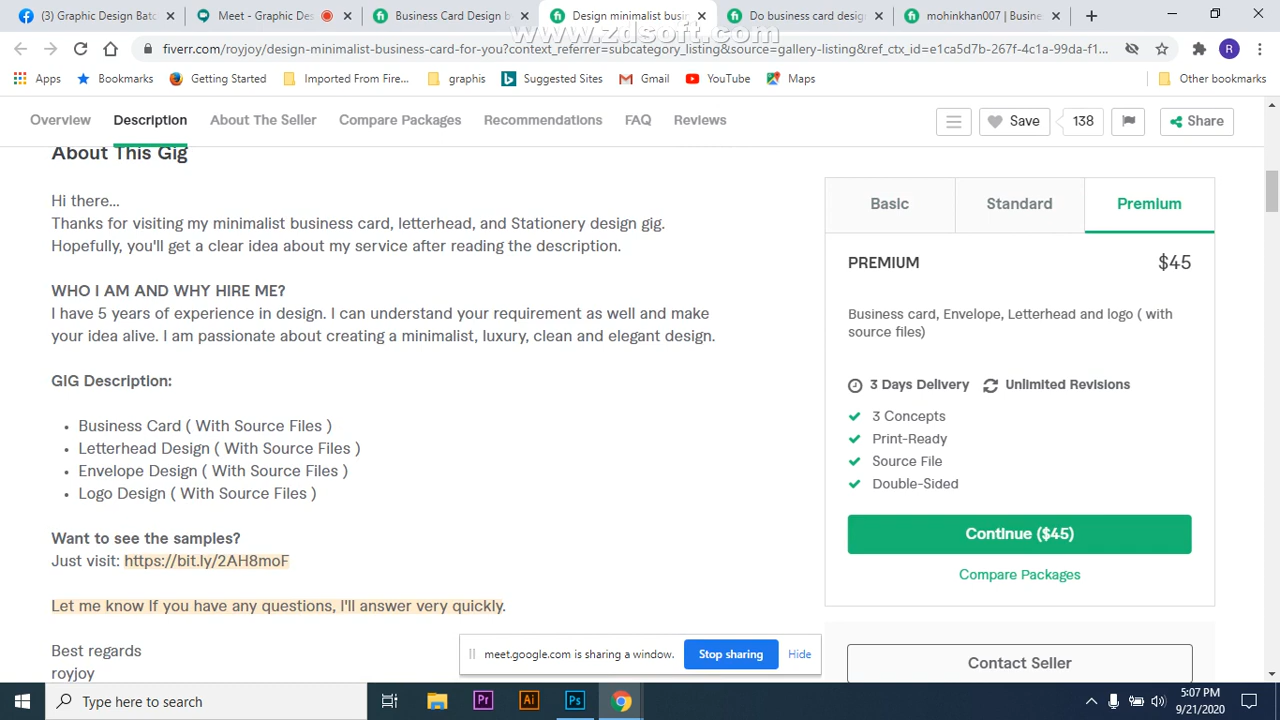 (1) Graphic Design Batc
Meet - Graphic Des
Business Card Design b
Design minimalist busi
Do business card desig
mohinkhan007 | Busine
www.zdsoft.com
fiverr.com/royjoy/design-minimalist-business-card-for-you?context_referrer=subcategory_listing&source=gallery-listing&ref_ctx_id=e1ca5d7b-267f-4c1a-99da-f1...
R
Apps
Bookmarks
Getting Started
Imported From Fire...
graphis
Suggested Sites
Gmail
YouTube
Maps
Other bookmarks
Overview
Description
About The Seller
Compare Packages
Recommendations
FAQ
Reviews
Save
138
Share
About This Gig
Hi there...
Thanks for visiting my minimalist business card, letterhead, and Stationery design gig.
Hopefully, you'll get a clear idea about my service after reading the description.
WHO I AM AND WHY HIRE ME?
I have 5 years of experience in design. I can understand your requirement as well and make
your idea alive. I am passionate about creating a minimalist, luxury, clean and elegant design.
GIG Description:
• Business Card ( With Source Files )
• Letterhead Design ( With Source Files )
• Envelope Design ( With Source Files )
• Logo Design ( With Source Files )
Want to see the samples?
Just visit: https://bit.ly/2AH8moF
Let me know If you have any questions, I'll answer very quickly.
Best regards
royjoy
Basic
Standard
Premium
PREMIUM
$45
Business card, Envelope, Letterhead and logo ( with
source files)
3 Days Delivery
Unlimited Revisions
3 Concepts
Print-Ready
Source File
Double-Sided
Continue ($45)
Compare Packages
Contact Seller
meet.google.com is sharing a window.
Stop sharing
Hide
Type here to search
Pr
Ai
Ps
5:07 PM
9/21/2020